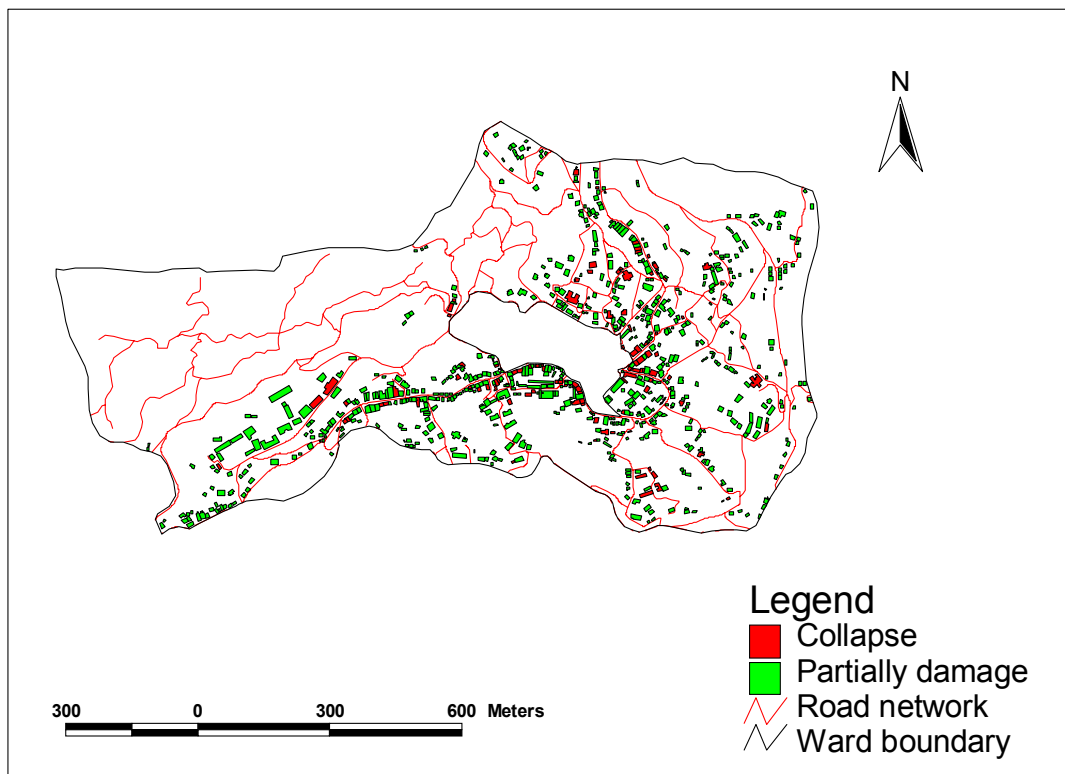 N
Legend
Collapse
Partially damage
Road network
Ward boundary
300 0 300 600 Meters